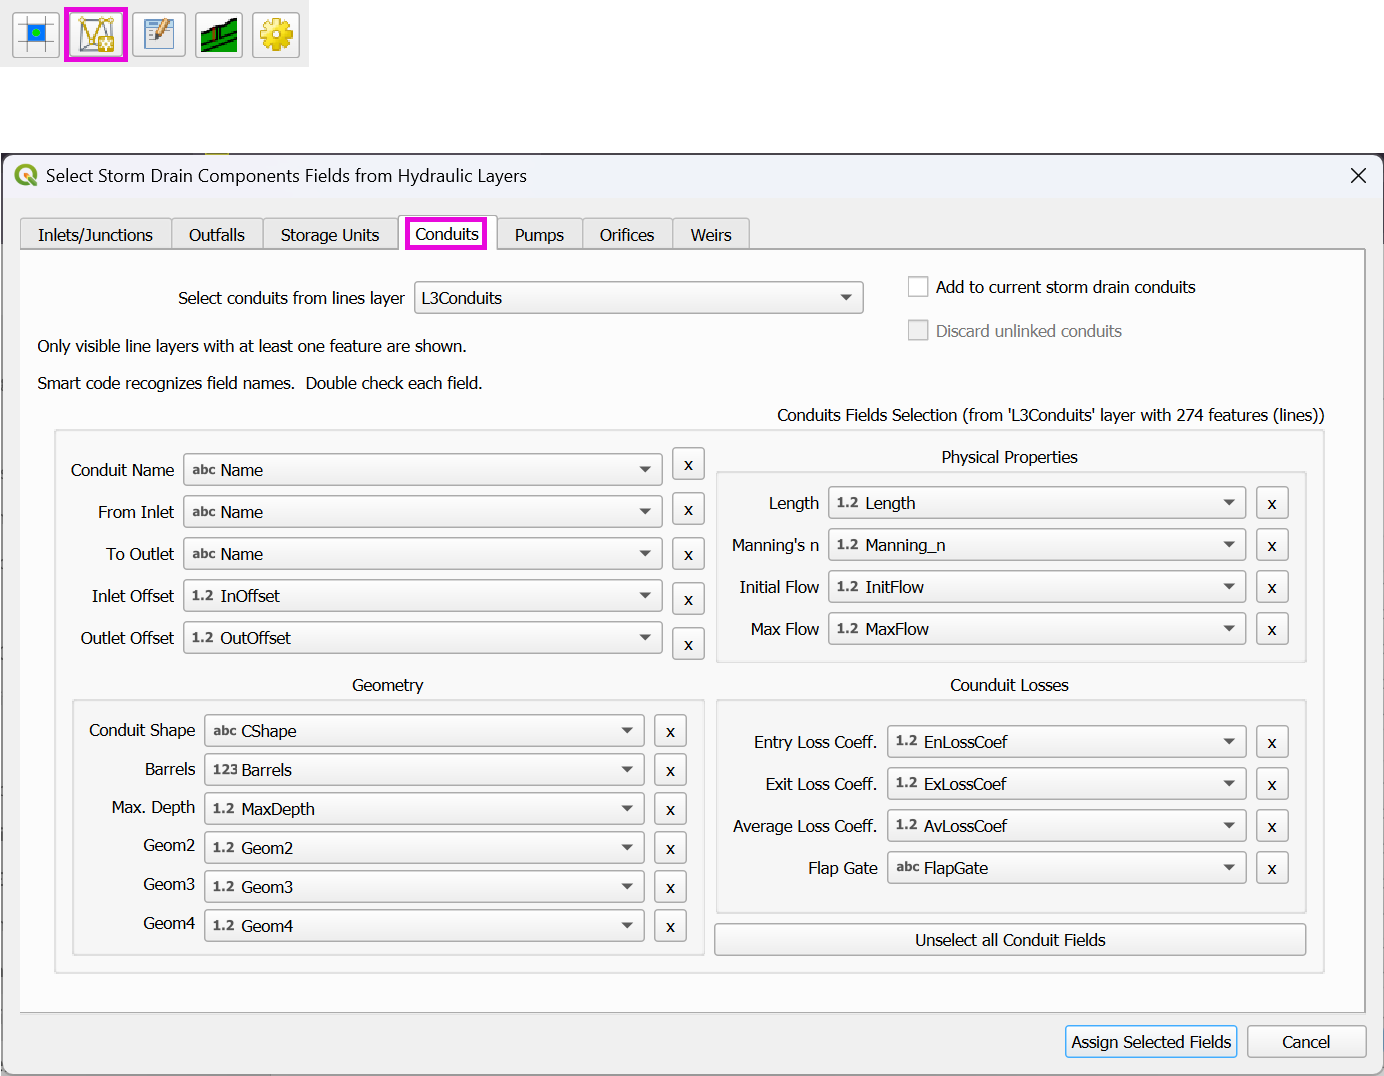 Select Storm Drain Components Fields from Hydraulic Layers
Inlets/Junctions Outfalls Storage Units Conduits Pumps Orifices Weirs
Select conduits from lines layer L3Conduits
Add to current storm drain conduits
Discard unlinked conduits
Only visible line layers with at least one feature are shown.
Smart code recognizes field names. Double check each field.
Conduits Fields Selection (from 'L3Conduits' layer with 274 features (lines))
Conduit Name abc Name x
From Inlet abc Name x
To Outlet abc Name x
Inlet Offset 1.2 InOffset x
Outlet Offset 1.2 OutOffset x
Physical Properties
Length 1.2 Length x
Manning's n 1.2 Manning_n x
Initial Flow 1.2 InitFlow x
Max Flow 1.2 MaxFlow x
Geometry
Conduit Shape abc CShape x
Barrels 123 Barrels x
Max. Depth 1.2 MaxDepth x
Geom2 1.2 Geom2 x
Geom3 1.2 Geom3 x
Geom4 1.2 Geom4 x
Counduit Losses
Entry Loss Coeff. 1.2 EnLossCoef x
Exit Loss Coeff. 1.2 ExLossCoef x
Average Loss Coeff. 1.2 AvLossCoef x
Flap Gate abc FlapGate x
Unselect all Conduit Fields
Assign Selected Fields Cancel